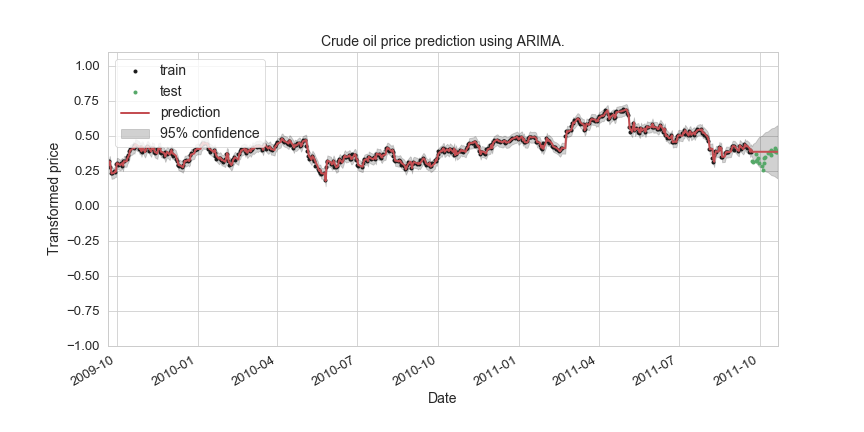 Crude oil price prediction using ARIMA.
1.00
0.75
0.50
0.25
0.00
−0.25
−0.50
−0.75
−1.00
Transformed price
train
test
prediction
95% confidence
2009-10
2010-01
2010-04
2010-07
2010-10
2011-01
2011-04
2011-07
2011-10
Date